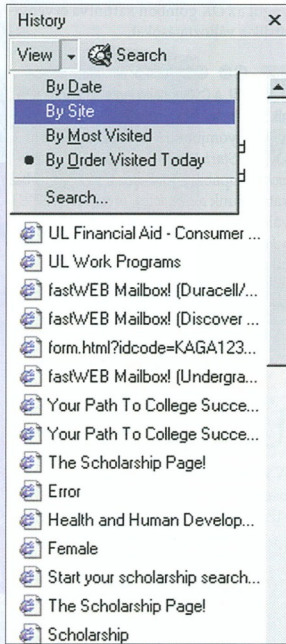 History
View Search
By Date
By Site
By Most Visited
By Order Visited Today
Search...
UL Financial Aid - Consumer ...
UL Work Programs
fastWEB Mailbox! (Duracell/...
fastWEB Mailbox! (Discover ...
form.html?idcode=KAGA123...
fastWEB Mailbox! (Undergra...
Your Path To College Succe...
Your Path To College Succe...
The Scholarship Page!
Error
Health and Human Develop...
Female
Start your scholarship search...
The Scholarship Page!
Scholarship